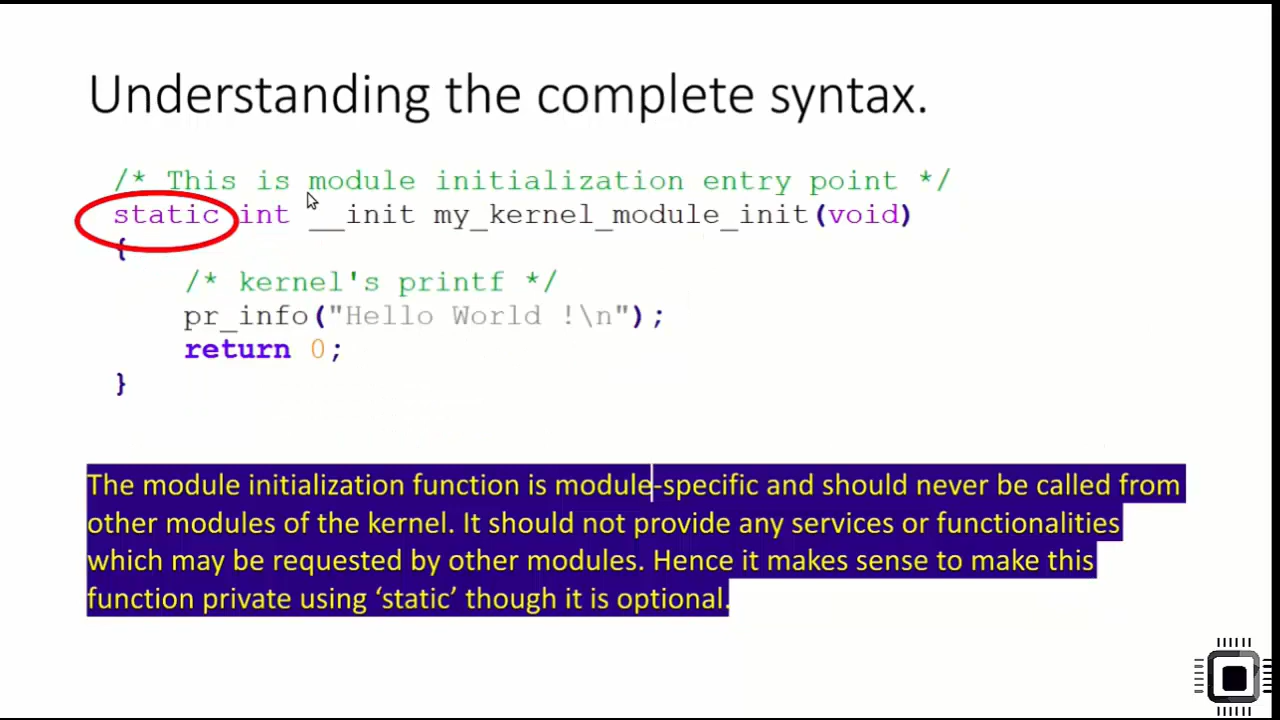 Understanding the complete syntax.
/* This is module initialization entry point */
static int __init my_kernel_module_init(void)
{
/* kernel's printf */
pr_info("Hello World !\n");
return 0;
}
The module initialization function is module-specific and should never be called from
other modules of the kernel. It should not provide any services or functionalities
which may be requested by other modules. Hence it makes sense to make this
function private using ‘static’ though it is optional.